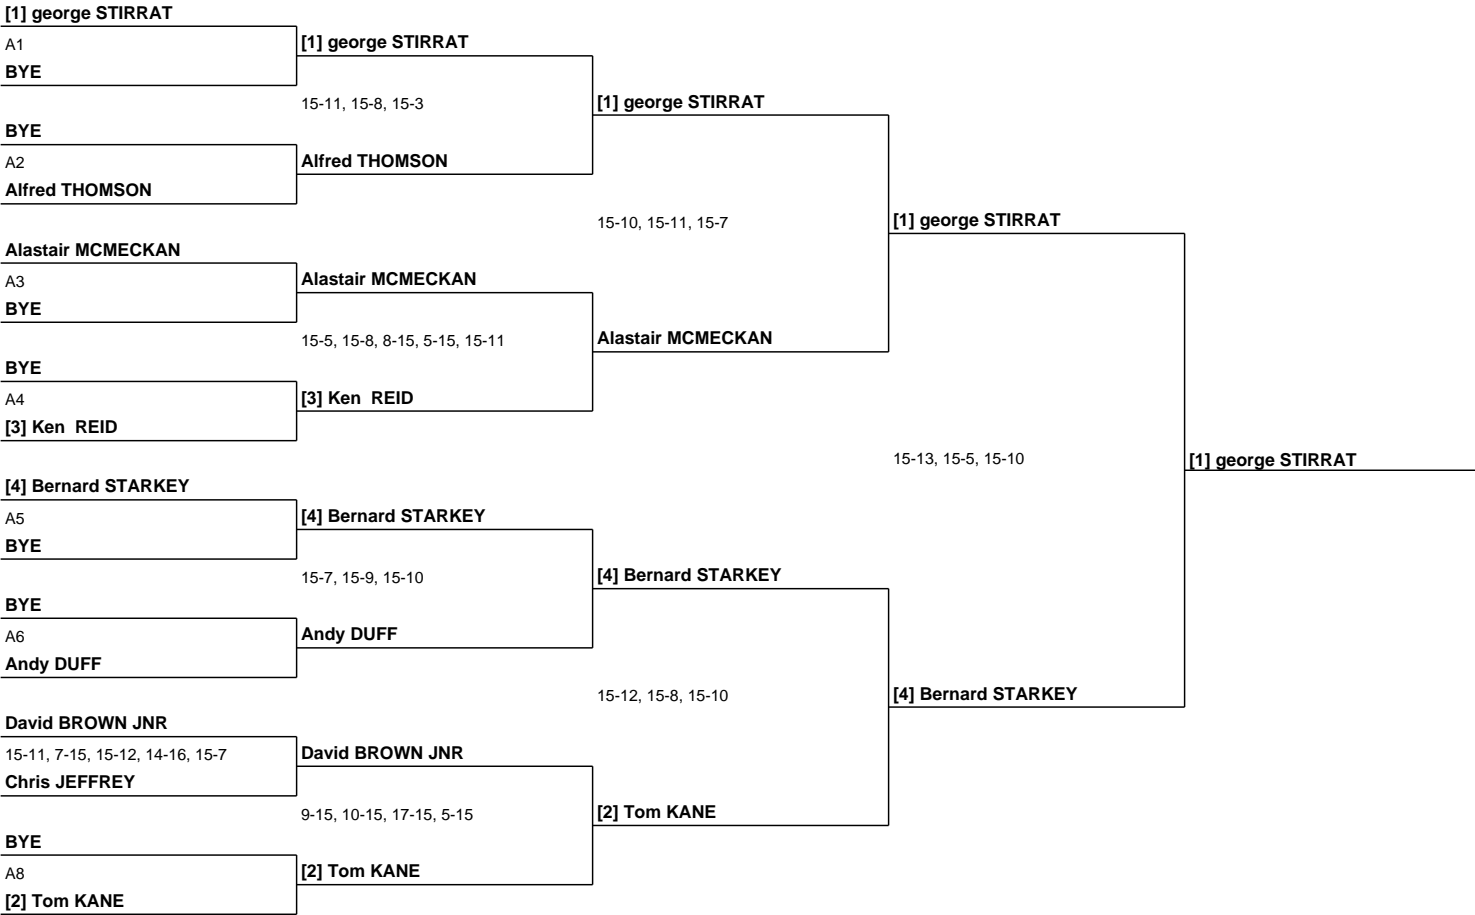 [1] george STIRRAT
A1
BYE
BYE
A2
Alfred THOMSON
Alastair MCMECKAN
A3
BYE
BYE
A4
[3] Ken  REID
[4] Bernard STARKEY
A5
BYE
BYE
A6
Andy DUFF
David BROWN JNR
15-11, 7-15, 15-12, 14-16, 15-7
Chris JEFFREY
BYE
A8
[2] Tom KANE
[1] george STIRRAT
15-11, 15-8, 15-3
Alfred THOMSON
Alastair MCMECKAN
15-5, 15-8, 8-15, 5-15, 15-11
[3] Ken  REID
[4] Bernard STARKEY
15-7, 15-9, 15-10
Andy DUFF
David BROWN JNR
9-15, 10-15, 17-15, 5-15
[2] Tom KANE
[1] george STIRRAT
15-10, 15-11, 15-7
Alastair MCMECKAN
[4] Bernard STARKEY
15-12, 15-8, 15-10
[2] Tom KANE
[1] george STIRRAT
15-13, 15-5, 15-10
[4] Bernard STARKEY
[1] george STIRRAT